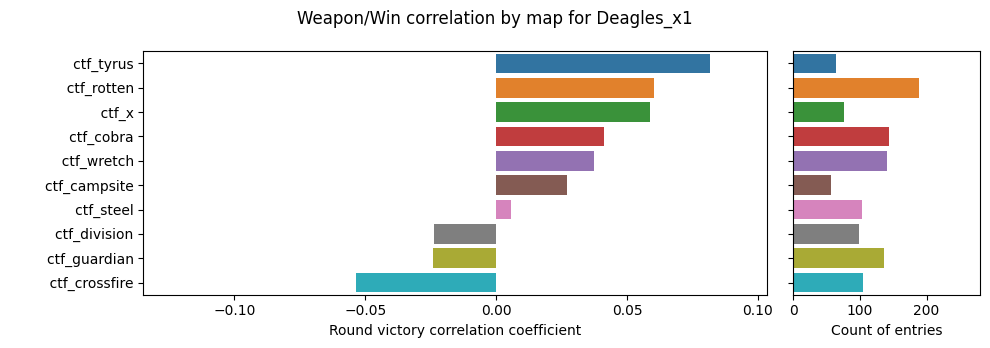 Weapon/Win correlation by map for Deagles_x1
ctf_tyrus
ctf_rotten
ctf_x
ctf_cobra
ctf_wretch
ctf_campsite
ctf_steel
ctf_division
ctf_guardian
ctf_crossfire
−0.10 −0.05 0.00 0.05 0.10
Round victory correlation coefficient
0 100 200
Count of entries